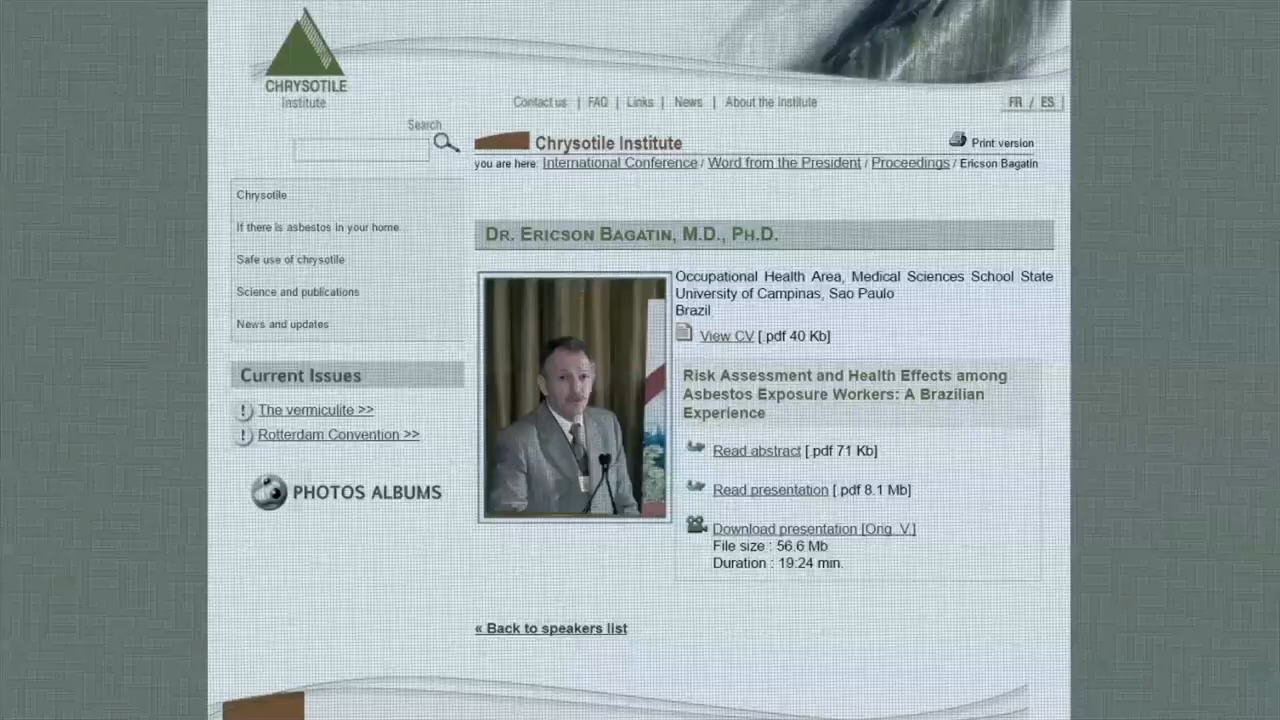 CHRYSOTILE
Institute
Contact us | FAQ | Links | News | About the Institute
FR / ES
Search
Chrysotile Institute
Print version
you are here: International Conference / Word from the President / Proceedings / Ericson Bagatin
Chrysotile
If there is asbestos in your home...
Safe use of chrysotile
Science and publications
News and updates
Current Issues
The vermiculite >>
Rotterdam Convention >>
PHOTOS ALBUMS
DR. ERICSON BAGATIN, M.D., PH.D.
Occupational Health Area, Medical Sciences School State
University of Campinas, Sao Paulo
Brazil
View CV [.pdf 40 Kb]
Risk Assessment and Health Effects among
Asbestos Exposure Workers: A Brazilian
Experience
Read abstract [.pdf 71 Kb]
Read presentation [.pdf 8.1 Mb]
Download presentation [Orig. V.]
File size : 56.6 Mb
Duration : 19:24 min.
« Back to speakers list